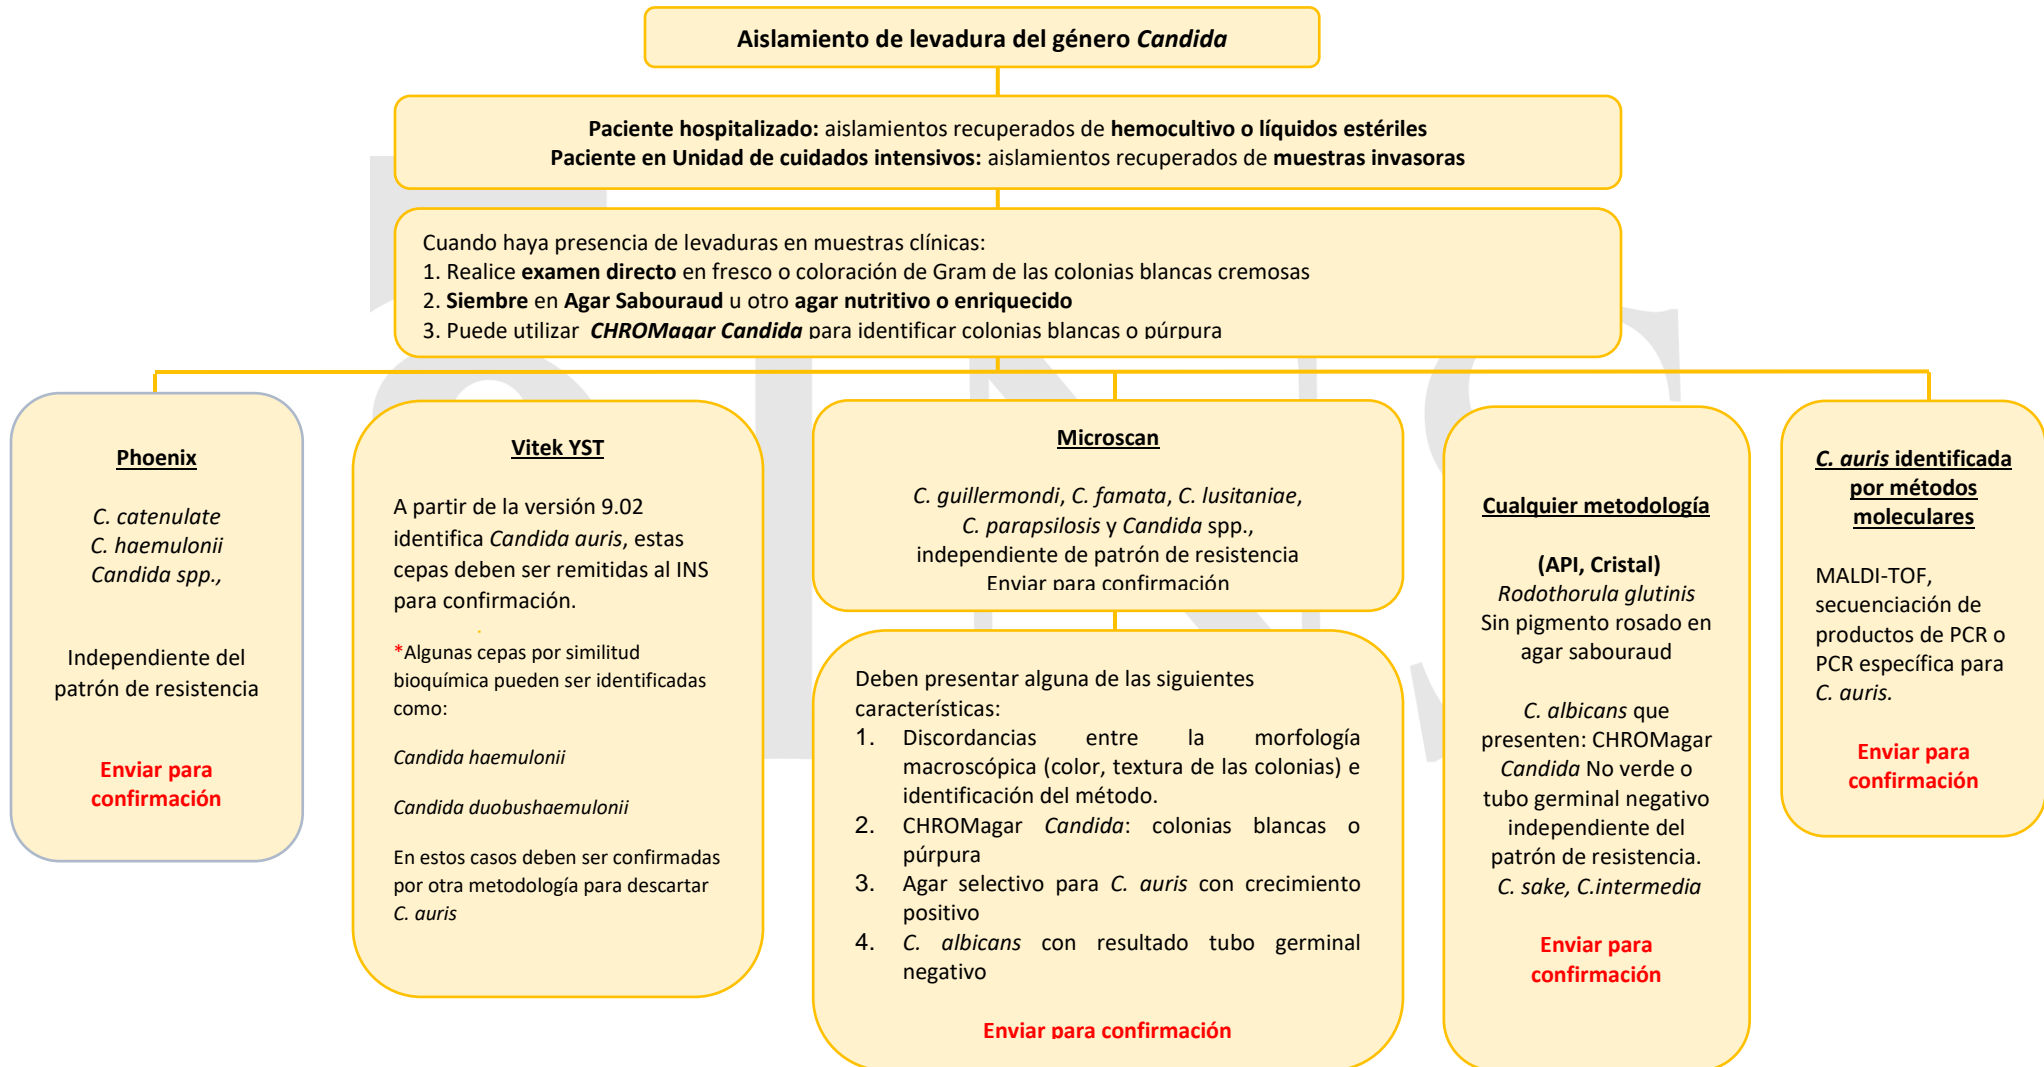 Aislamiento de levadura del género Candida
Paciente hospitalizado: aislamientos recuperados de hemocultivo o líquidos estériles
Paciente en Unidad de cuidados intensivos: aislamientos recuperados de muestras invasoras
Cuando haya presencia de levaduras en muestras clínicas:
1. Realice examen directo en fresco o coloración de Gram de las colonias blancas cremosas
2. Siembre en Agar Sabouraud u otro agar nutritivo o enriquecido
3. Puede utilizar CHROMagar Candida para identificar colonias blancas o púrpura
Phoenix
C. catenulate
C. haemulonii
Candida spp.,
Independiente del
patrón de resistencia
Enviar para
confirmación
Vitek YST
A partir de la versión 9.02
identifica Candida auris, estas
cepas deben ser remitidas al INS
para confirmación.
*Algunas cepas por similitud
bioquímica pueden ser identificadas
como:
Candida haemulonii
Candida duobushaemulonii
En estos casos deben ser confirmadas
por otra metodología para descartar
C. auris
Microscan
C. guillermondi, C. famata, C. lusitaniae,
C. parapsilosis y Candida spp.,
independiente de patrón de resistencia
Enviar para confirmación
Deben presentar alguna de las siguientes
características:
1. Discordancias entre la morfología
macroscópica (color, textura de las colonias) e
identificación del método.
2. CHROMagar Candida: colonias blancas o
púrpura
3. Agar selectivo para C. auris con crecimiento
positivo
4. C. albicans con resultado tubo germinal
negativo
Enviar para confirmación
Cualquier metodología
(API, Cristal)
Rodothorula glutinis
Sin pigmento rosado en
agar sabouraud
C. albicans que
presenten: CHROMagar
Candida No verde o
tubo germinal negativo
independiente del
patrón de resistencia.
C. sake, C.intermedia
Enviar para
confirmación
C. auris identificada
por métodos
moleculares
MALDI-TOF,
secuenciación de
productos de PCR o
PCR específica para
C. auris.
Enviar para
confirmación